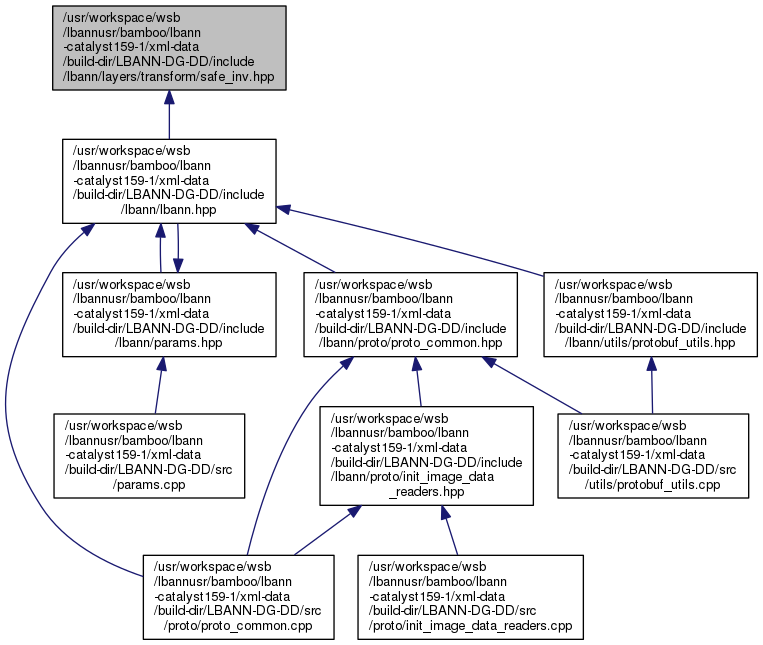 /usr/workspace/wsb
/lbannusr/bamboo/lbann
-catalyst159-1/xml-data
/build-dir/LBANN-DG-DD/include
/lbann/layers/transform/safe_inv.hpp
/usr/workspace/wsb
/lbannusr/bamboo/lbann
-catalyst159-1/xml-data
/build-dir/LBANN-DG-DD/include
/lbann/lbann.hpp
/usr/workspace/wsb
/lbannusr/bamboo/lbann
-catalyst159-1/xml-data
/build-dir/LBANN-DG-DD/include
/lbann/params.hpp
/usr/workspace/wsb
/lbannusr/bamboo/lbann
-catalyst159-1/xml-data
/build-dir/LBANN-DG-DD/include
/lbann/proto/proto_common.hpp
/usr/workspace/wsb
/lbannusr/bamboo/lbann
-catalyst159-1/xml-data
/build-dir/LBANN-DG-DD/include
/lbann/utils/protobuf_utils.hpp
/usr/workspace/wsb
/lbannusr/bamboo/lbann
-catalyst159-1/xml-data
/build-dir/LBANN-DG-DD/src
/params.cpp
/usr/workspace/wsb
/lbannusr/bamboo/lbann
-catalyst159-1/xml-data
/build-dir/LBANN-DG-DD/include
/lbann/proto/init_image_data
_readers.hpp
/usr/workspace/wsb
/lbannusr/bamboo/lbann
-catalyst159-1/xml-data
/build-dir/LBANN-DG-DD/src
/utils/protobuf_utils.cpp
/usr/workspace/wsb
/lbannusr/bamboo/lbann
-catalyst159-1/xml-data
/build-dir/LBANN-DG-DD/src
/proto/proto_common.cpp
/usr/workspace/wsb
/lbannusr/bamboo/lbann
-catalyst159-1/xml-data
/build-dir/LBANN-DG-DD/src
/proto/init_image_data_readers.cpp